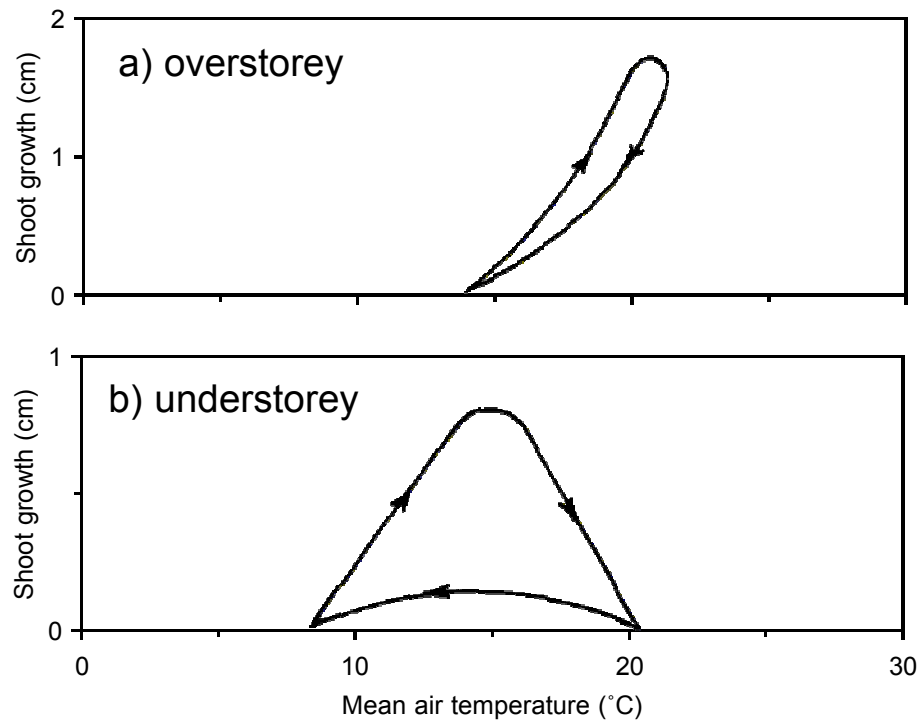 2
a) overstorey
Shoot growth (cm)
1
0
1
b) understorey
Shoot growth (cm)
0
0 10 20 30
Mean air temperature (˚C)